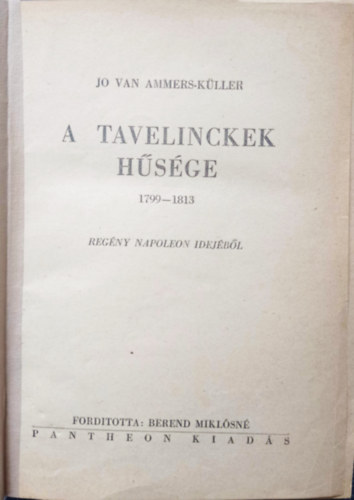 JO VAN AMMERS-KÜLLER
A TAVELINCKEK
HŰSÉGE
1799—1813
REGÉNY NAPOLEON IDEJÉBŐL
FORDITOTTA: BEREND MIKLÓSNÉ
PANTHEON KIADÁS